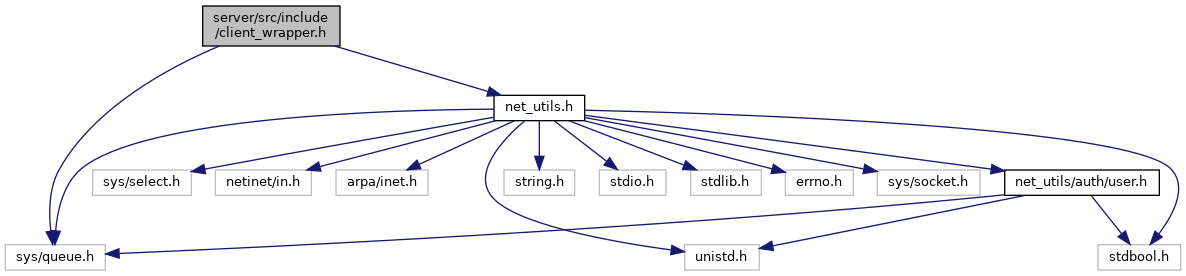 server/src/include
/client_wrapper.h
net_utils.h
sys/select.h
netinet/in.h
arpa/inet.h
string.h
stdio.h
stdlib.h
errno.h
sys/socket.h
net_utils/auth/user.h
sys/queue.h
unistd.h
stdbool.h